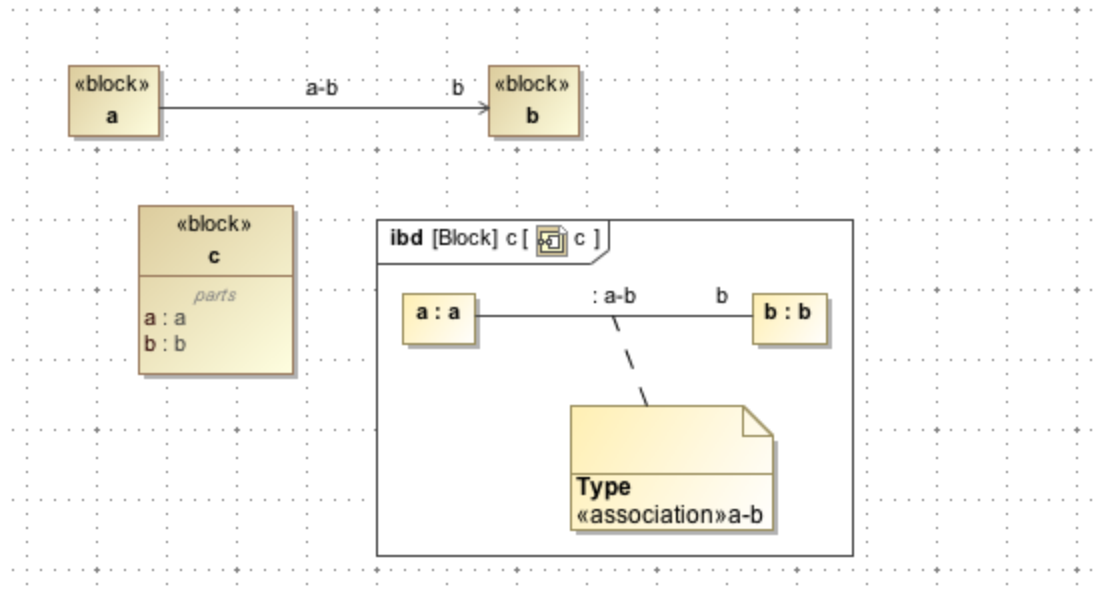 «block»
a
a-b
b
«block»
b
«block»
c
parts
a : a
b : b
ibd [Block] c [ c ]
a : a
: a-b
b
b : b
Type
«association»a-b